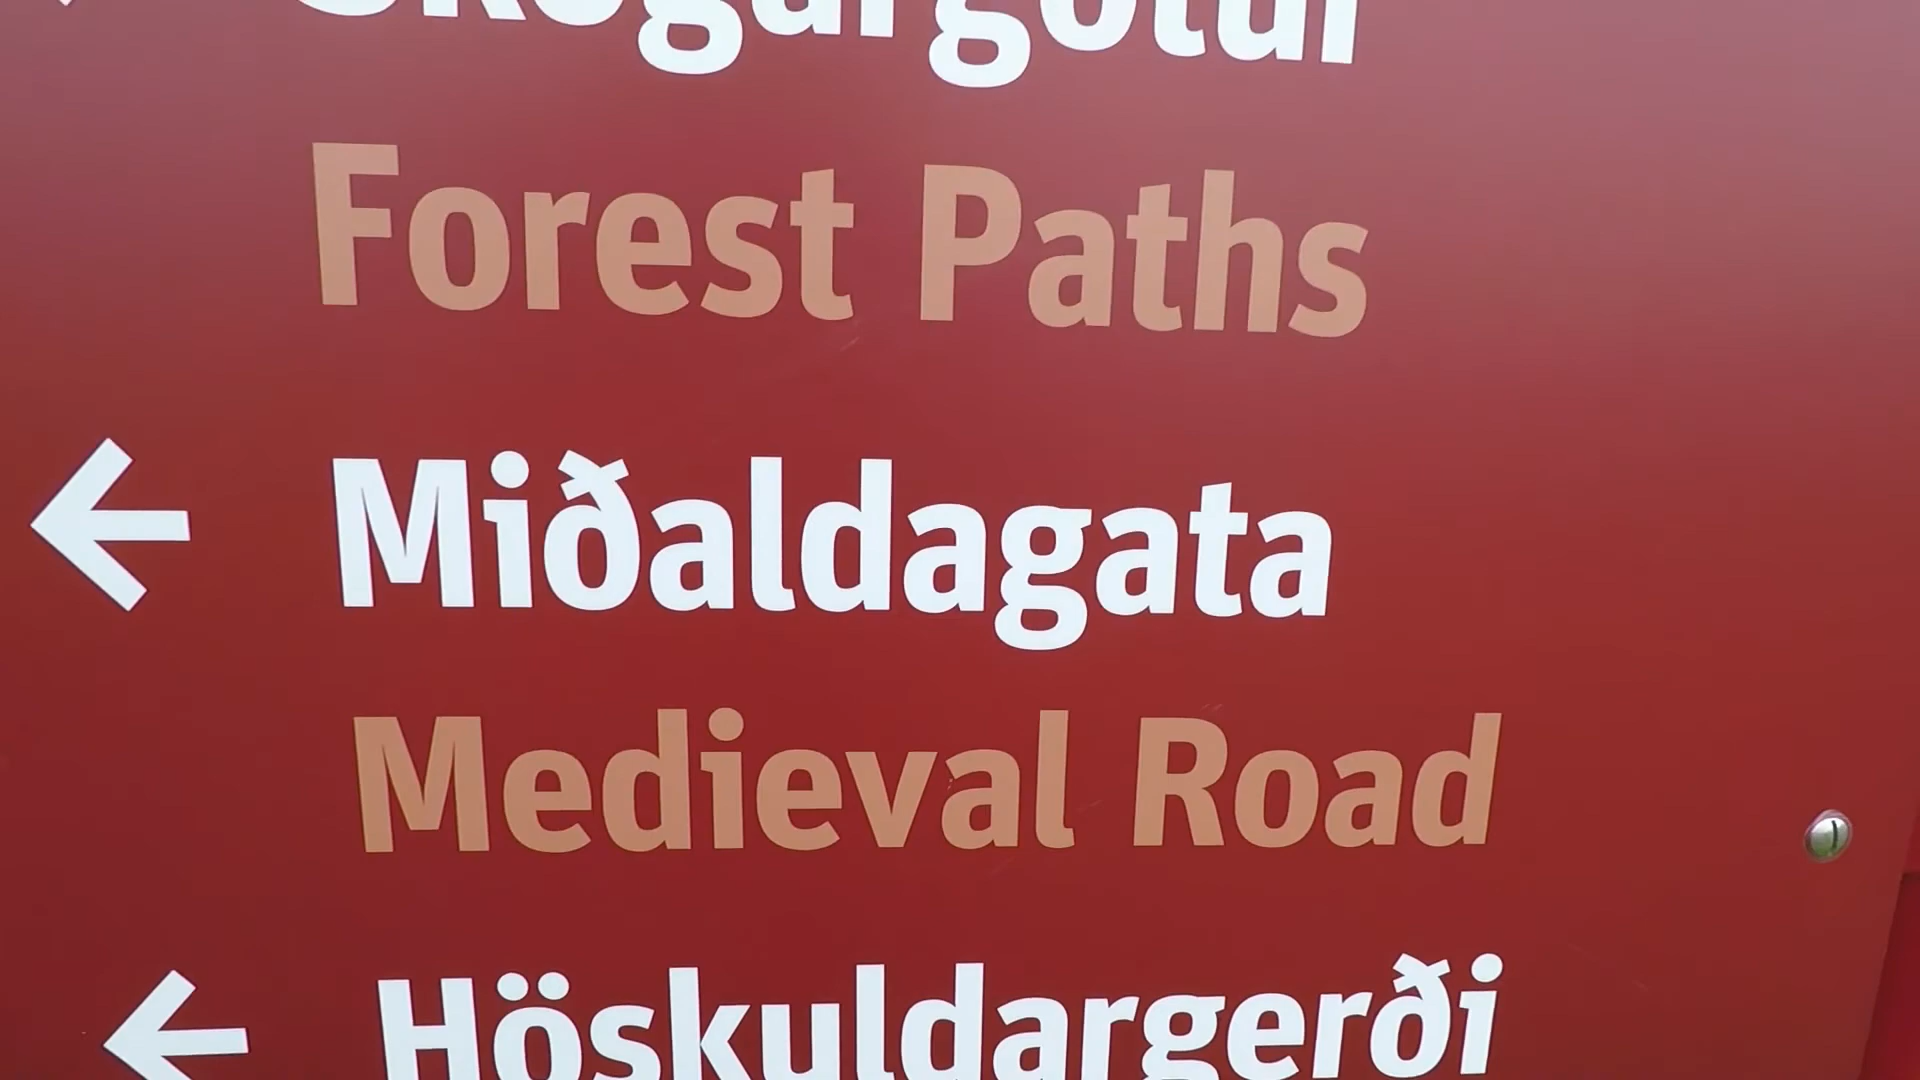 Skógargötur
Forest Paths
← Miðaldagata
Medieval Road
← Höskuldargerði